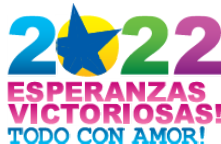 2022
ESPERANZAS
VICTORIOSAS!
TODO CON AMOR!